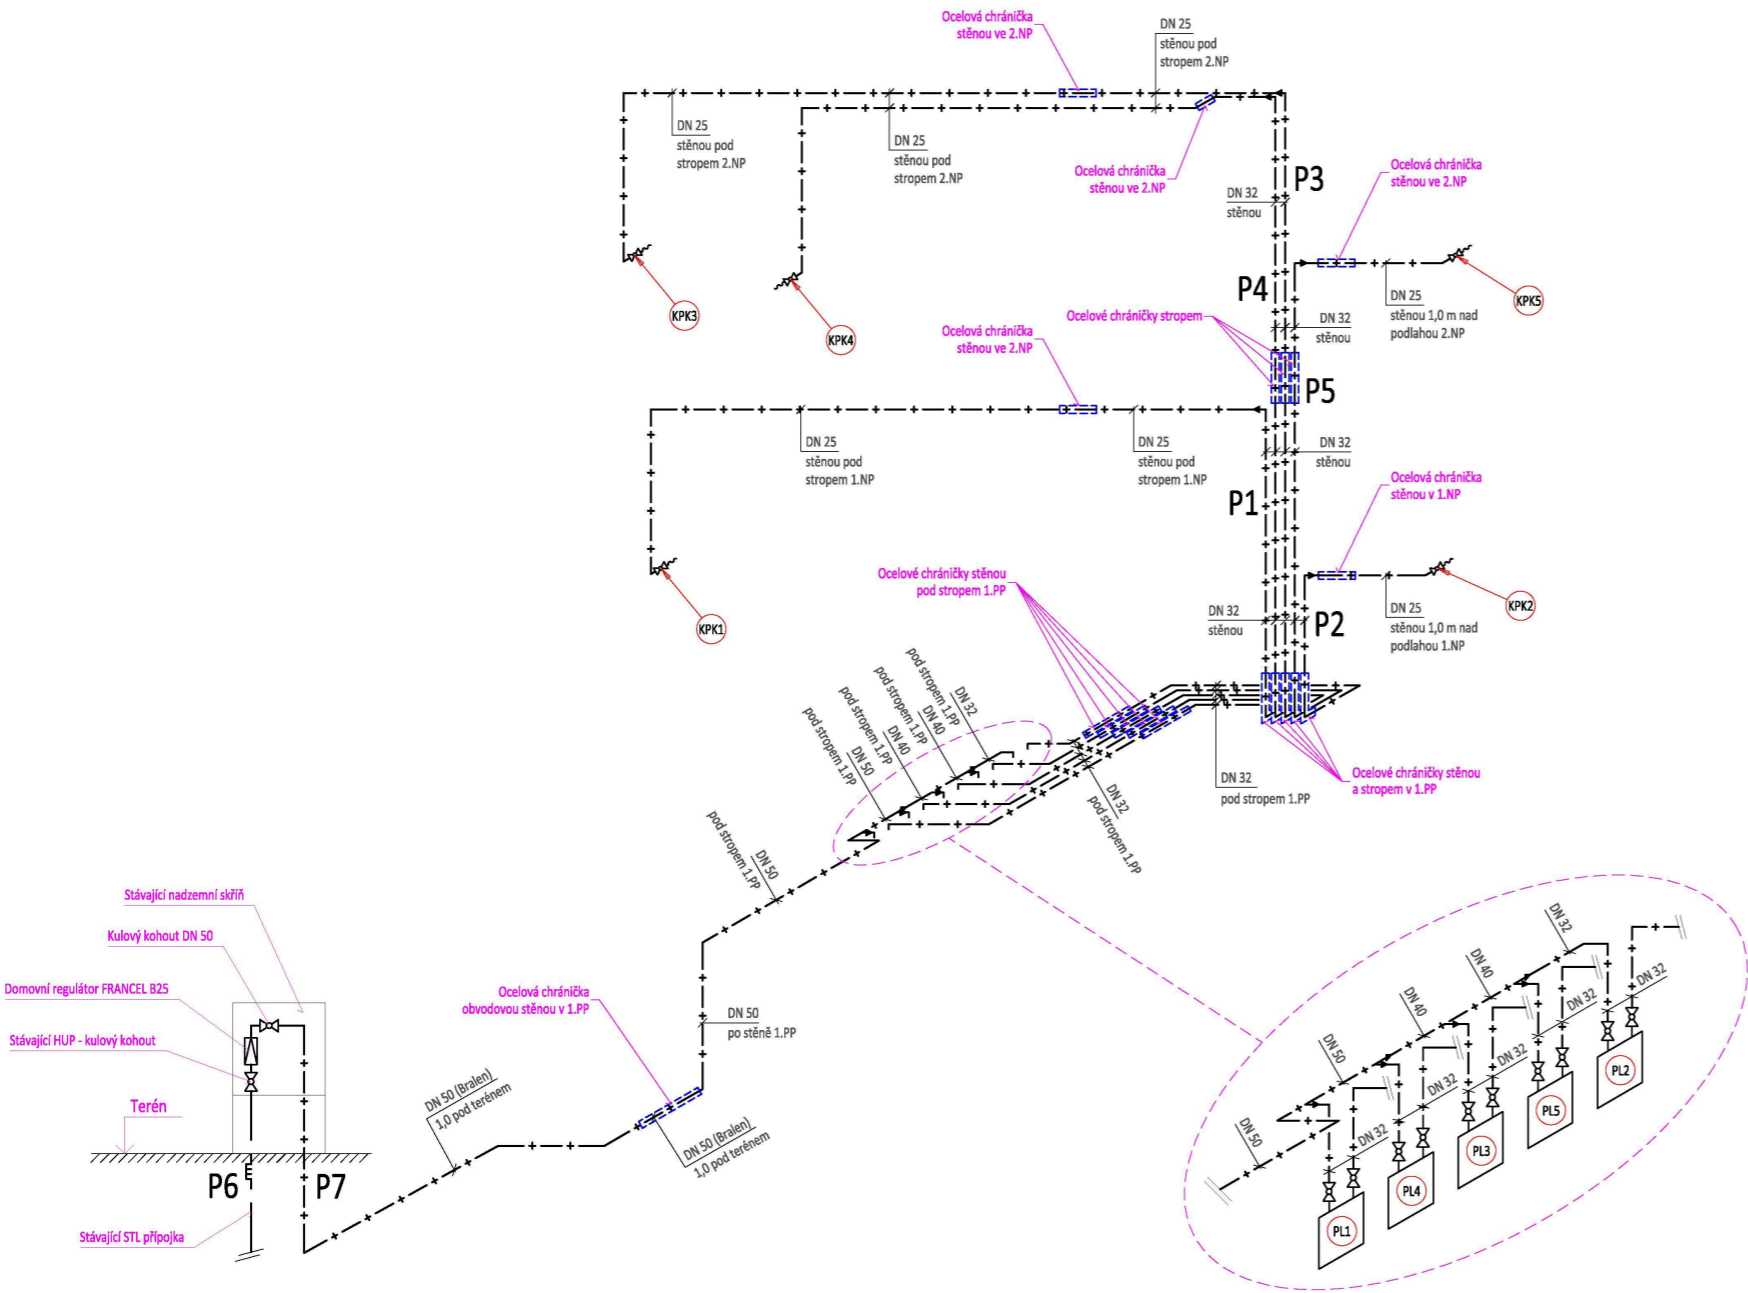 Ocelová chránička
stěnou ve 2.NP
DN 25
stěnou pod
stropem 2.NP
DN 25
stěnou pod
stropem 2.NP
DN 25
stěnou pod
stropem 2.NP
Ocelová chránička
stěnou ve 2.NP
P3
DN 32
stěnou
Ocelová chránička
stěnou ve 2.NP
KPK3
KPK4
P4
KPK5
DN 25
stěnou 1,0 m nad
podlahou 2.NP
Ocelové chráničky stropem
DN 32
stěnou
Ocelová chránička
stěnou ve 2.NP
P5
DN 25
stěnou pod
stropem 1.NP
DN 25
stěnou pod
stropem 1.NP
DN 32
stěnou
P1
Ocelová chránička
stěnou v 1.NP
KPK1
Ocelové chráničky stěnou
pod stropem 1.PP
DN 32
stěnou
P2
KPK2
DN 25
stěnou 1,0 m nad
podlahou 1.NP
DN 32
pod stropem 1.PP
DN 40
pod stropem 1.PP
DN 40
pod stropem 1.PP
DN 50
pod stropem 1.PP
DN 32
pod stropem 1.PP
DN 32
pod stropem 1.PP
Ocelové chráničky stěnou
a stropem v 1.PP
DN 50
pod stropem 1.PP
Stávající nadzemní skříň
Kulový kohout DN 50
Domovní regulátor FRANCEL B25
Stávající HUP - kulový kohout
Terén
P6
P7
Stávající STL přípojka
Ocelová chránička
obvodovou stěnou v 1.PP
DN 50
po stěně 1.PP
DN 50 (Bralen)
1,0 pod terénem
DN 50 (Bralen)
1,0 pod terénem
DN 32
DN 40
DN 40
DN 50
DN 50
DN 32
DN 32
DN 32
DN 32
DN 32
PL2
PL5
PL3
PL4
PL1